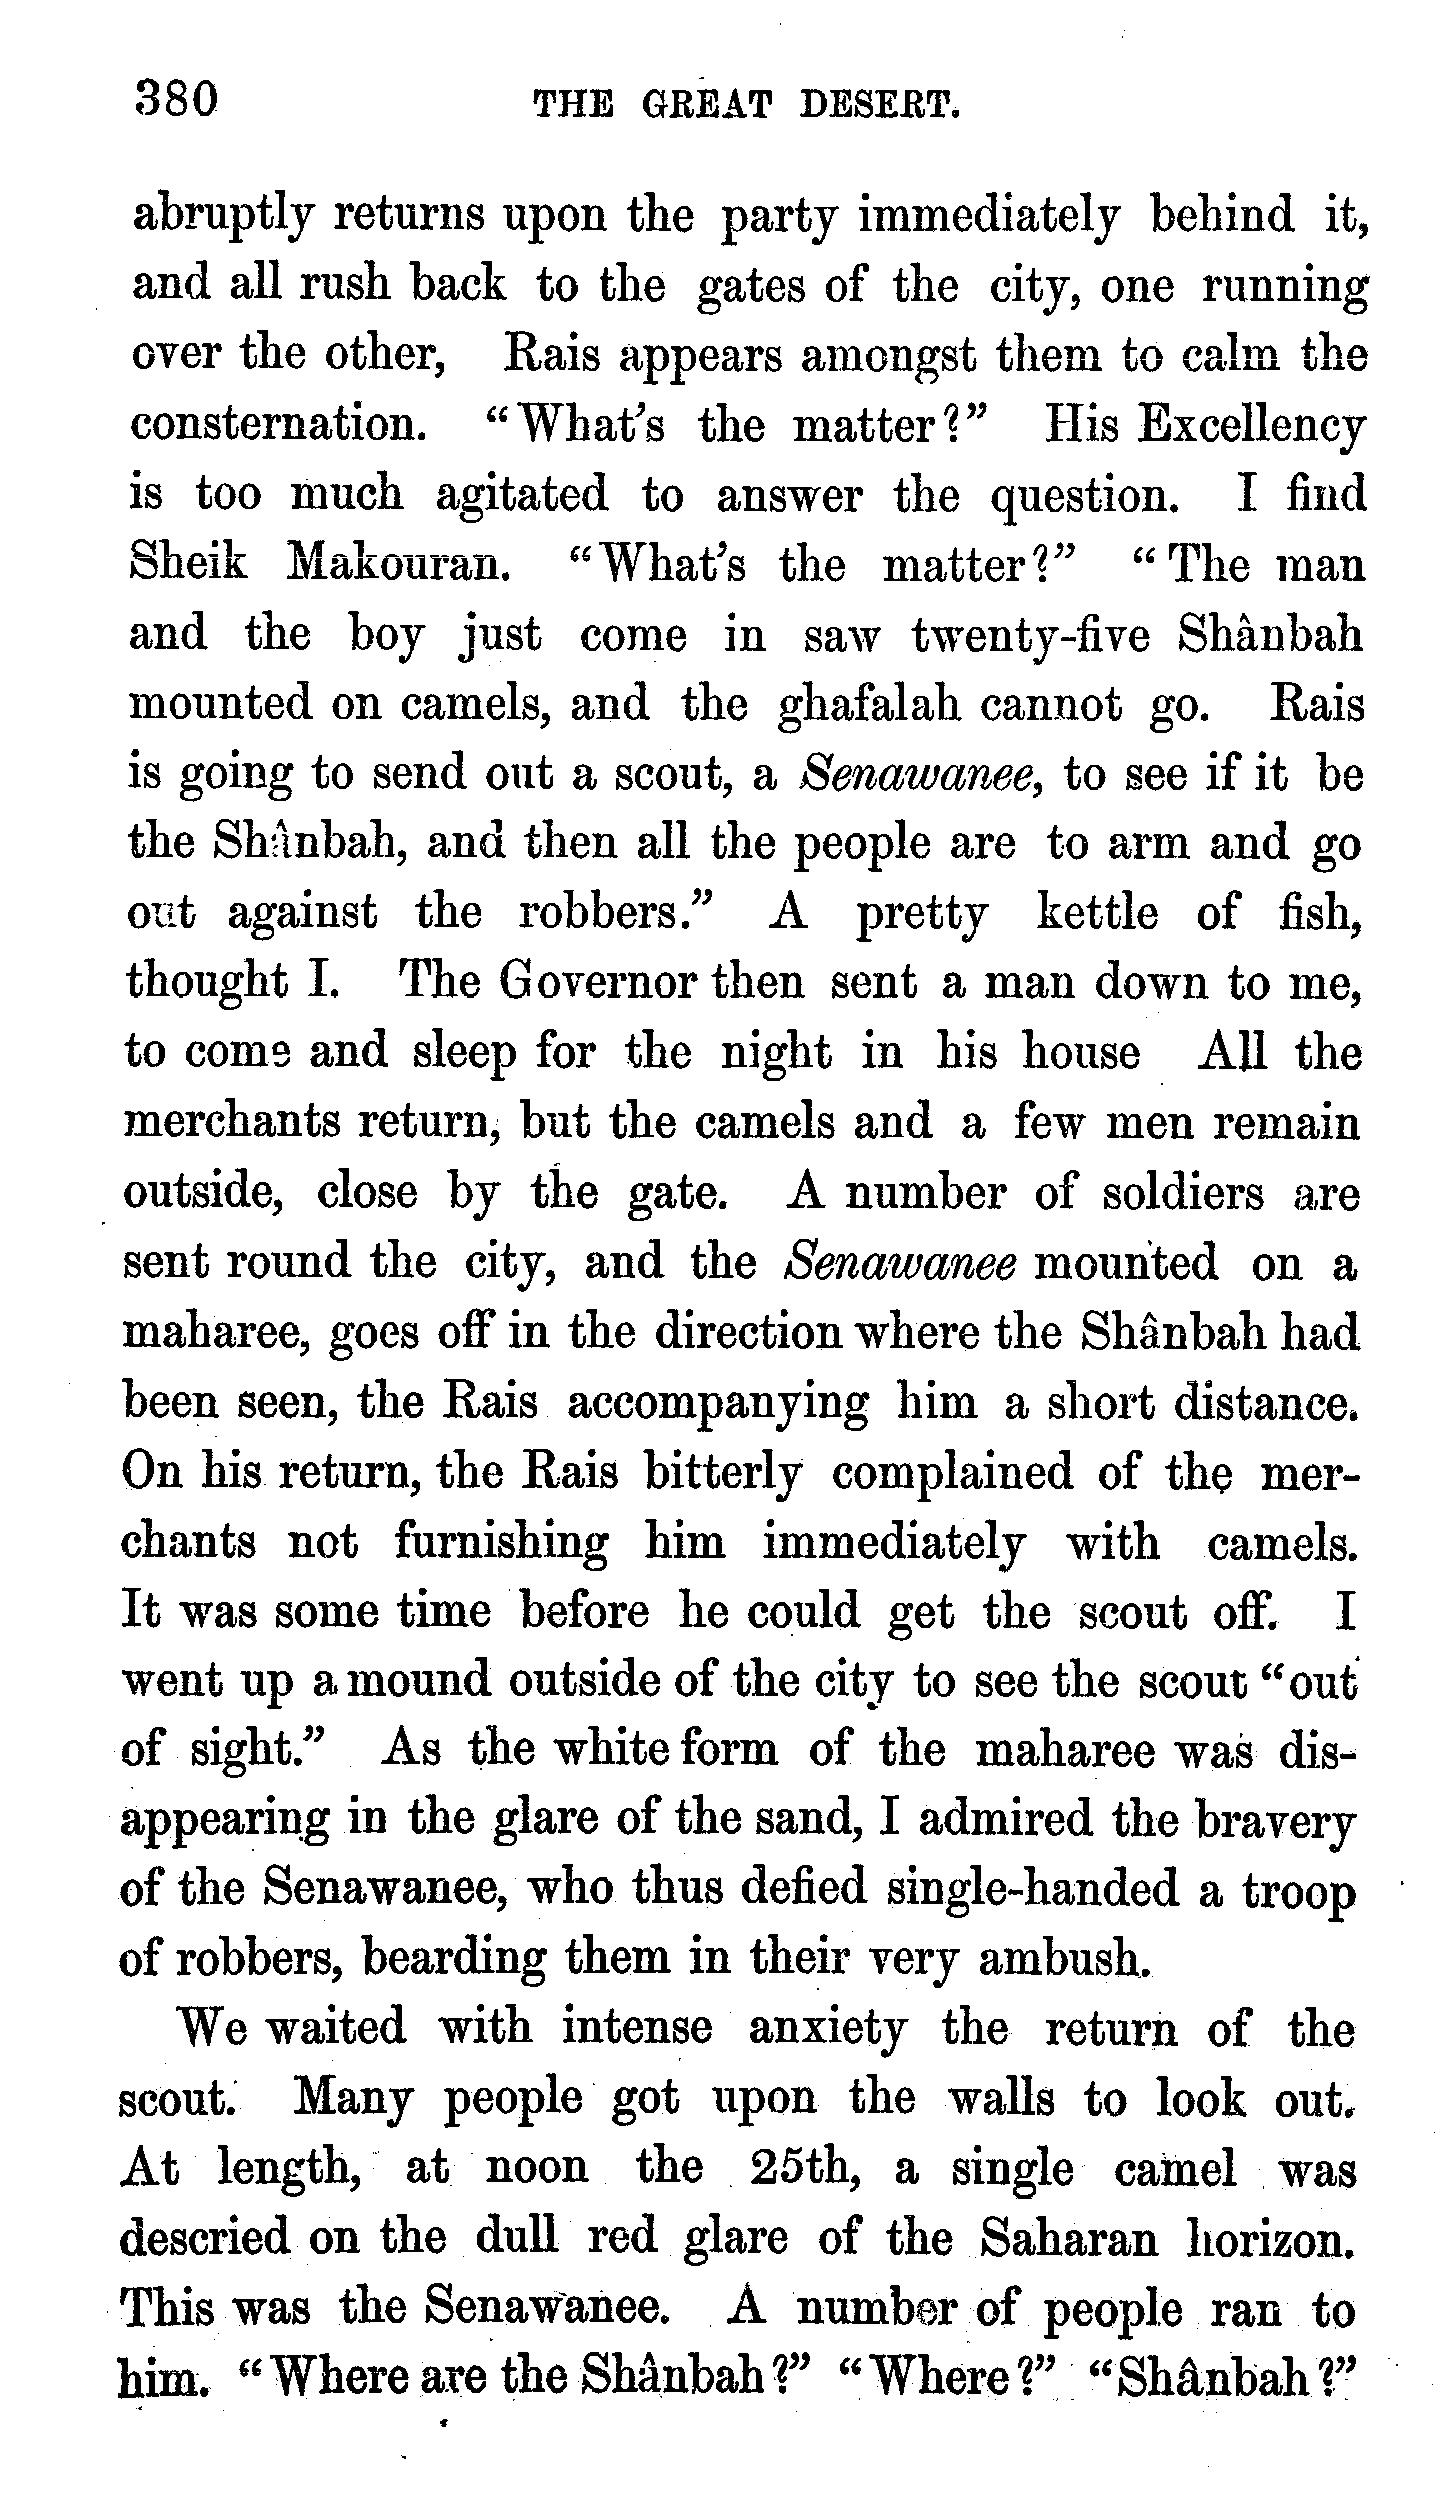 380 THE GREAT DESERT.
abruptly returns upon the party immediately behind it,
and all rush back to the gates of the city, one running
over the other, Rais appears amongst them to calm the
consternation. "What's the matter?" His Excellency
is too much agitated to answer the question. I find
Sheik Makouran. "What's the matter?" "The man
and the boy just come in saw twenty-five Shânbah
mounted on camels, and the ghafalah cannot go. Rais
is going to send out a scout, a Senawanee, to see if it be
the Shânbah, and then all the people are to arm and go
out against the robbers." A pretty kettle of fish,
thought I. The Governor then sent a man down to me,
to come and sleep for the night in his house All the
merchants return, but the camels and a few men remain
outside, close by the gate. A number of soldiers are
sent round the city, and the Senawanee mounted on a
maharee, goes off in the direction where the Shânbah had
been seen, the Rais accompanying him a short distance.
On his return, the Rais bitterly complained of the mer-
chants not furnishing him immediately with camels.
It was some time before he could get the scout off. I
went up a mound outside of the city to see the scout "out
of sight." As the white form of the maharee was dis-
appearing in the glare of the sand, I admired the bravery
of the Senawanee, who thus defied single-handed a troop
of robbers, bearding them in their very ambush.
We waited with intense anxiety the return of the
scout. Many people got upon the walls to look out.
At length, at noon the 25th, a single camel was
descried on the dull red glare of the Saharan horizon.
This was the Senawanee. A number of people ran to
him. "Where are the Shânbah?" "Where?" "Shânbah?"